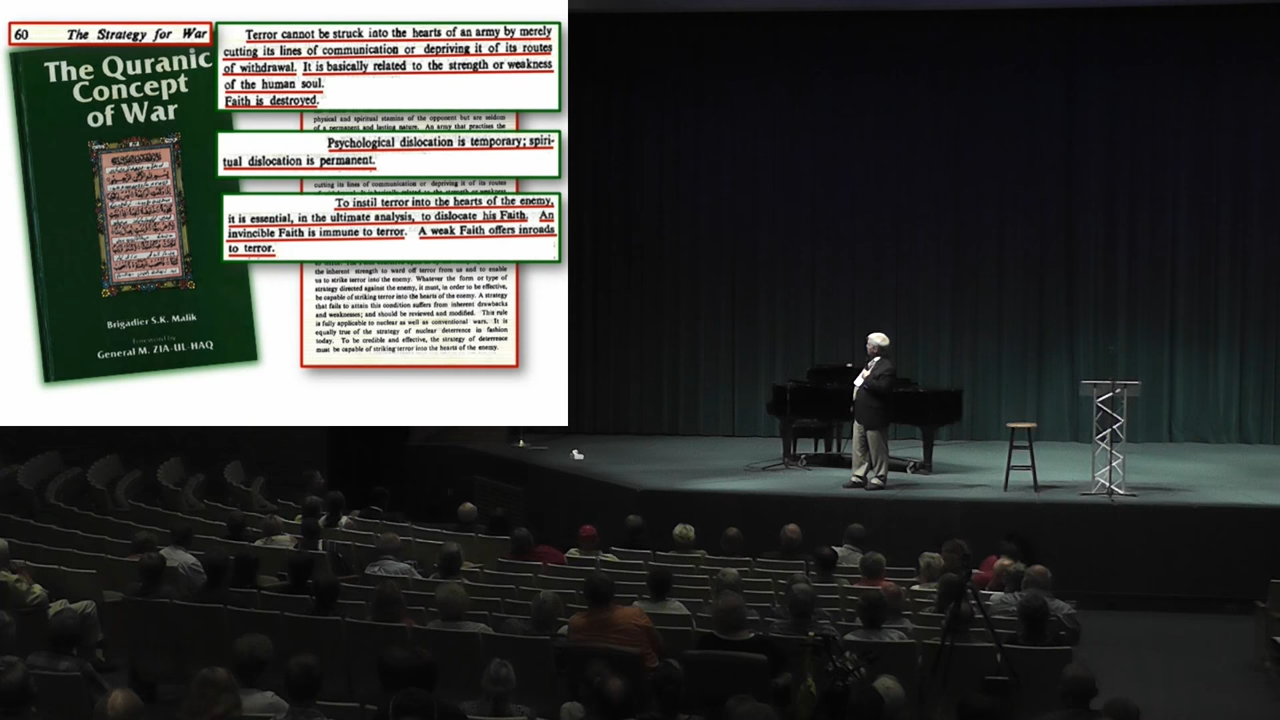 60 The Strategy for War
The Quranic
Concept
of War
Brigadier S.K. Malik
Foreword by
General M. ZIA-UL-HAQ
Terror cannot be struck into the hearts of an army by merely
cutting its lines of communication or depriving it of its routes
of withdrawal. It is basically related to the strength or weakness
of the human soul.
Faith is destroyed.
physical and spiritual stamina of the opponent but are seldom
of a permanent and lasting nature. An army that practises the
Psychological dislocation is temporary; spiri-
tual dislocation is permanent.
cutting its lines of communication or depriving it of its routes
To instil terror into the hearts of the enemy,
it is essential, in the ultimate analysis, to dislocate his Faith. An
invincible Faith is immune to terror. A weak Faith offers inroads
to terror.
the inherent strength to ward off terror from us and to enable
us to strike terror into the enemy. Whatever the form or type of
strategy directed against the enemy, it must, in order to be effective,
be capable of striking terror into the hearts of the enemy. A strategy
that fails to attain this condition suffers from inherent drawbacks
and weaknesses; and should be reviewed and modified. This rule
is fully applicable to nuclear as well as conventional wars. It is
equally true of the strategy of nuclear deterrence in fashion
today. To be credible and effective, the strategy of deterrence
must be capable of striking terror into the hearts of the enemy.